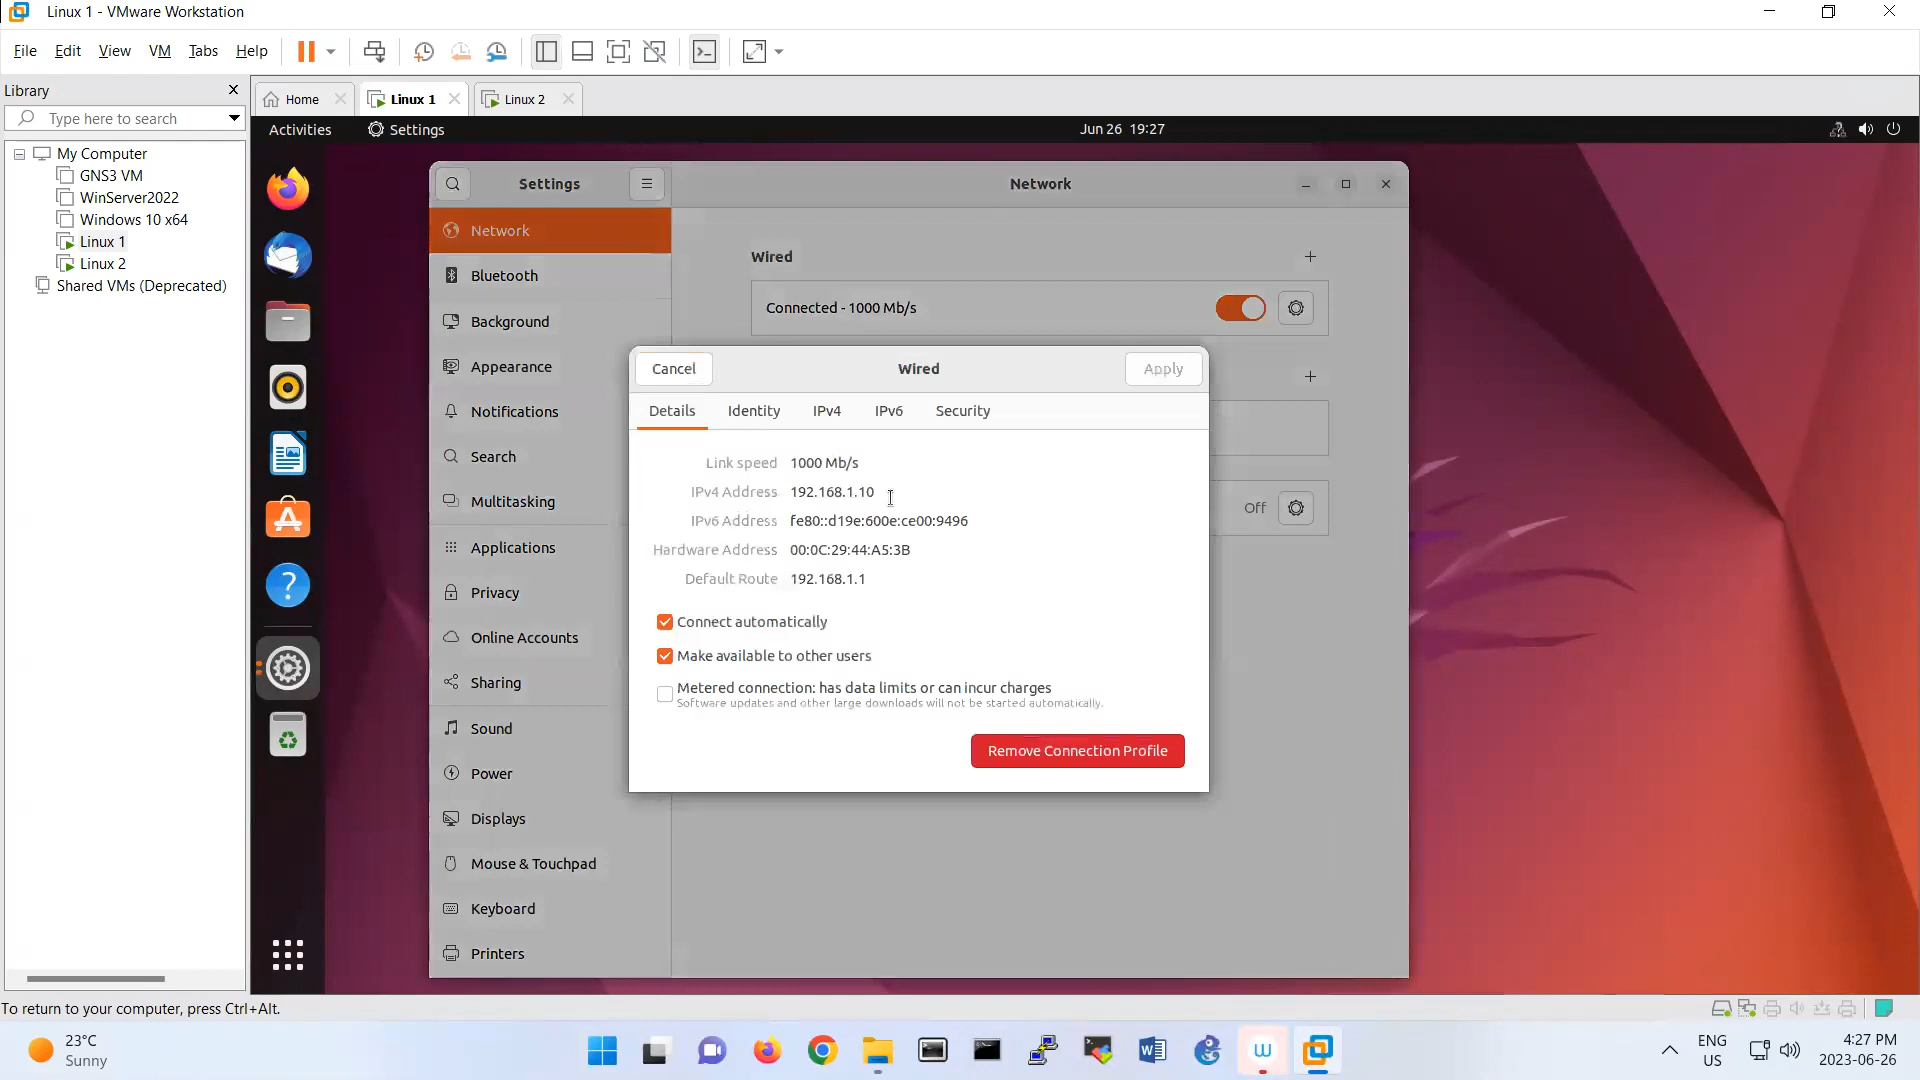 Linux 1 - VMware Workstation
File Edit View VM Tabs Help
Library
Type here to search
My Computer
GNS3 VM
WinServer2022
Windows 10 x64
Linux 1
Linux 2
Shared VMs (Deprecated)
Home
Linux 1
Linux 2
Activities
Settings
Jun 26 19:27
Settings
Network
Network
Bluetooth
Background
Appearance
Notifications
Search
Multitasking
Applications
Privacy
Online Accounts
Sharing
Sound
Power
Displays
Mouse & Touchpad
Keyboard
Printers
Wired
Connected - 1000 Mb/s
Off
Cancel
Wired
Apply
Details Identity IPv4 IPv6 Security
Link speed 1000 Mb/s
IPv4 Address 192.168.1.10
IPv6 Address fe80::d19e:600e:ce00:9496
Hardware Address 00:0C:29:44:A5:3B
Default Route 192.168.1.1
Connect automatically
Make available to other users
Metered connection: has data limits or can incur charges
Software updates and other large downloads will not be started automatically.
Remove Connection Profile
To return to your computer, press Ctrl+Alt.
23°C
Sunny
ENG
US
4:27 PM
2023-06-26